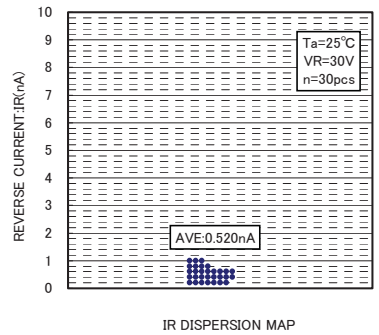 REVERSE CURRENT:IR(nA)
10
9
8
7
6
5
4
3
2
1
0
Ta=25°C
VR=30V
n=30pcs
AVE:0.520nA
IR DISPERSION MAP